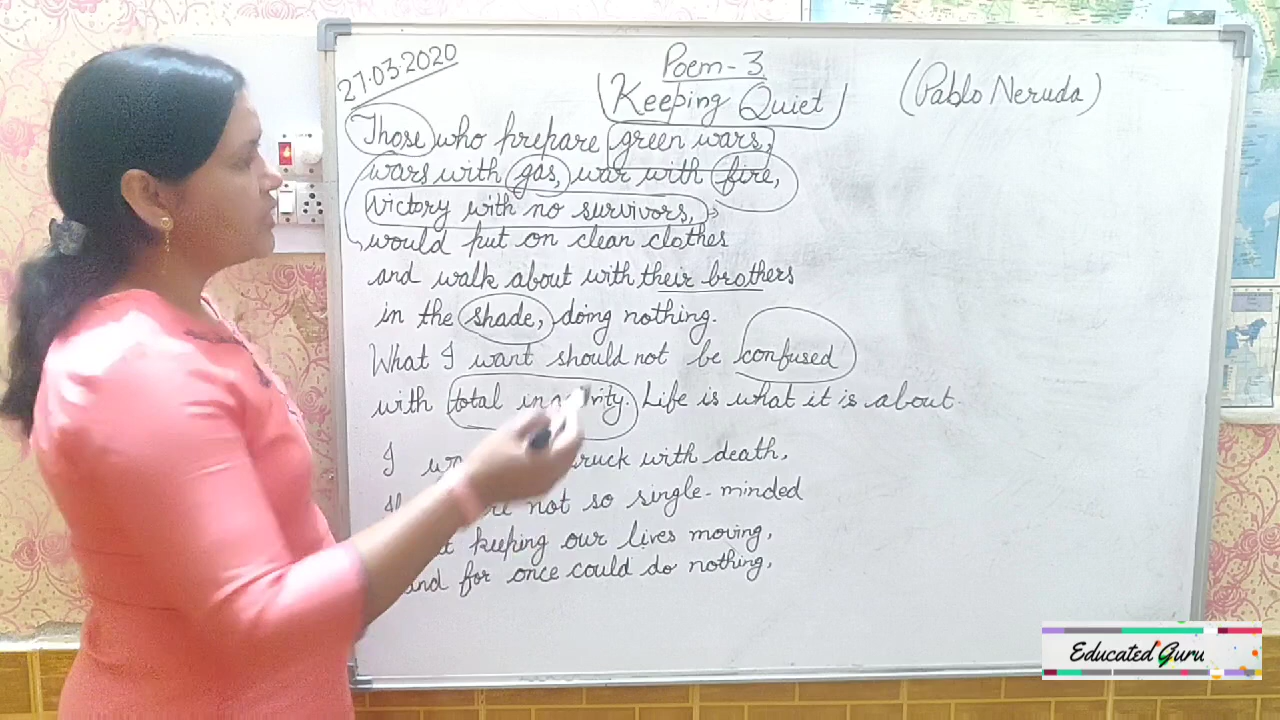 27.03.2020
Poem - 3
Keeping Quiet
(Pablo Neruda)
Those who prepare green wars,
wars with gas, war with fire,
victory with no survivors,
would put on clean clothes
and walk about with their brothers
in the shade, doing nothing.
What I want should not be confused
with total Life is what it is about.
I with death,
not so single-minded
keeping our lives moving,
and for once could do nothing,
Educated Guru